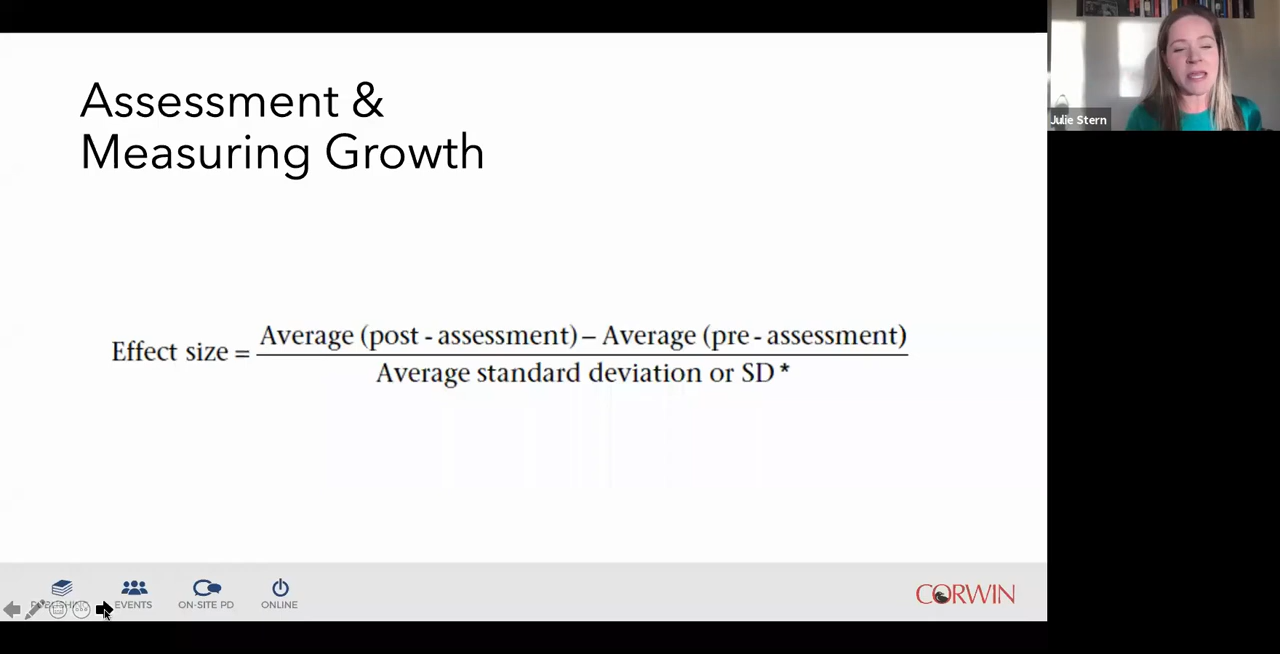 Assessment &
Measuring Growth
Julie Stern
Effect size = Average (post - assessment) – Average (pre - assessment)
Average standard deviation or SD *
EVENTS
ON-SITE PD
ONLINE
CORWIN